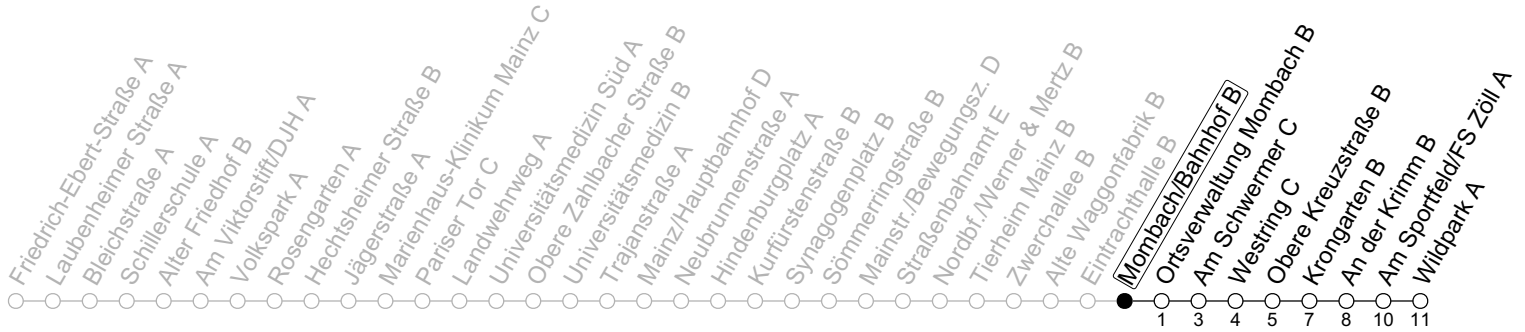 Friedrich-Ebert-Straße A
Laubenheimer Straße A
Bleichstraße A
Schillerschule A
Alter Friedhof B
Am Viktorstift/DJH A
Volkspark A
Rosengarten A
Hechtsheimer Straße B
Jägerstraße A
Marienhaus-Klinikum Mainz C
Pariser Tor C
Landwehrweg A
Universitätsmedizin Süd A
Obere Zahlbacher Straße B
Universitätsmedizin B
Trajanstraße A
Mainz/Hauptbahnhof D
Neubrunnenstraße A
Hindenburgplatz A
Kurfürstenstraße B
Synagogenplatz B
Sömmerringstraße B
Mainstr./Bewegungsz. D
Straßenbahnamt E
Nordbf./Werner & Mertz B
Tierheim Mainz B
Zwerchallee B
Alte Waggonfabrik B
Eintrachthalle B
Mombach/Bahnhof B
Ortsverwaltung Mombach B
Am Schwermer C
Westring C
Obere Kreuzstraße B
Krongarten B
An der Krimm B
Am Sportfeld/FS Zöll A
Wildpark A
1 3 4 5 7 8 10 11